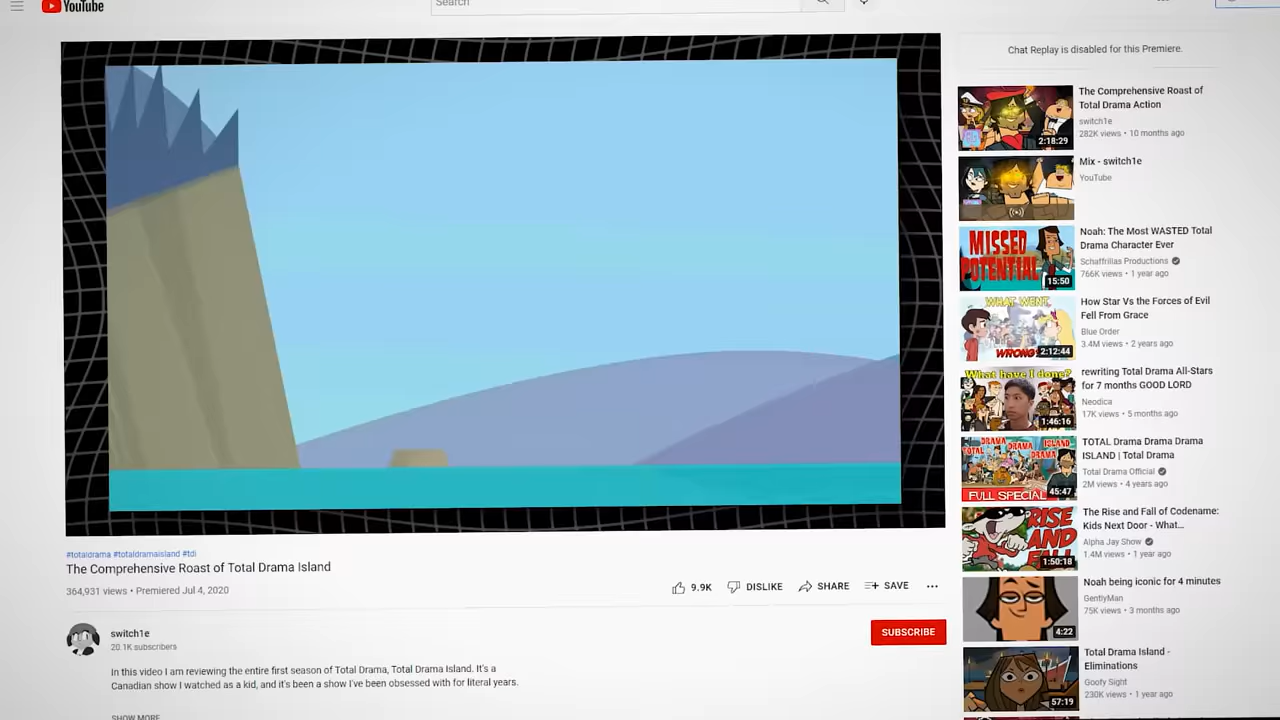 YouTube
Search
Chat Replay is disabled for this Premiere.
The Comprehensive Roast of
Total Drama Action
switch1e
282K views • 10 months ago
2:18:29
Mix - switch1e
YouTube
MISSED
POTENTIAL
15:50
Noah: The Most WASTED Total
Drama Character Ever
Schaffrillas Productions
766K views • 1 year ago
WHAT WENT
WRONG
2:12:44
How Star Vs the Forces of Evil
Fell From Grace
Blue Order
3.4M views • 2 years ago
What have I done?
1:46:16
rewriting Total Drama All-Stars
for 7 months GOOD LORD
Neodica
17K views • 5 months ago
TOTAL DRAMA DRAMA DRAMA ISLAND
FULL SPECIAL
45:47
TOTAL Drama Drama Drama
ISLAND | Total Drama
Total Drama Official
2M views • 4 years ago
RISE
AND
FALL
1:50:18
The Rise and Fall of Codename:
Kids Next Door - What...
Alpha Jay Show
1.4M views • 1 year ago
4:22
Noah being iconic for 4 minutes
GentlyMan
75K views • 3 months ago
57:19
Total Drama Island -
Eliminations
Goofy Sight
230K views • 1 year ago
#totaldrama #totaldramaisland #tdi
The Comprehensive Roast of Total Drama Island
364,931 views • Premiered Jul 4, 2020
9.9K DISLIKE SHARE SAVE
switch1e
20.1K subscribers
SUBSCRIBE
In this video I am reviewing the entire first season of Total Drama, Total Drama Island. It's a
Canadian show I watched as a kid, and it's been a show I've been obsessed with for literal years.
SHOW MORE